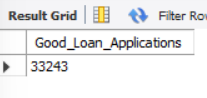 Result Grid Filter Ro
Good_Loan_Applications
33243